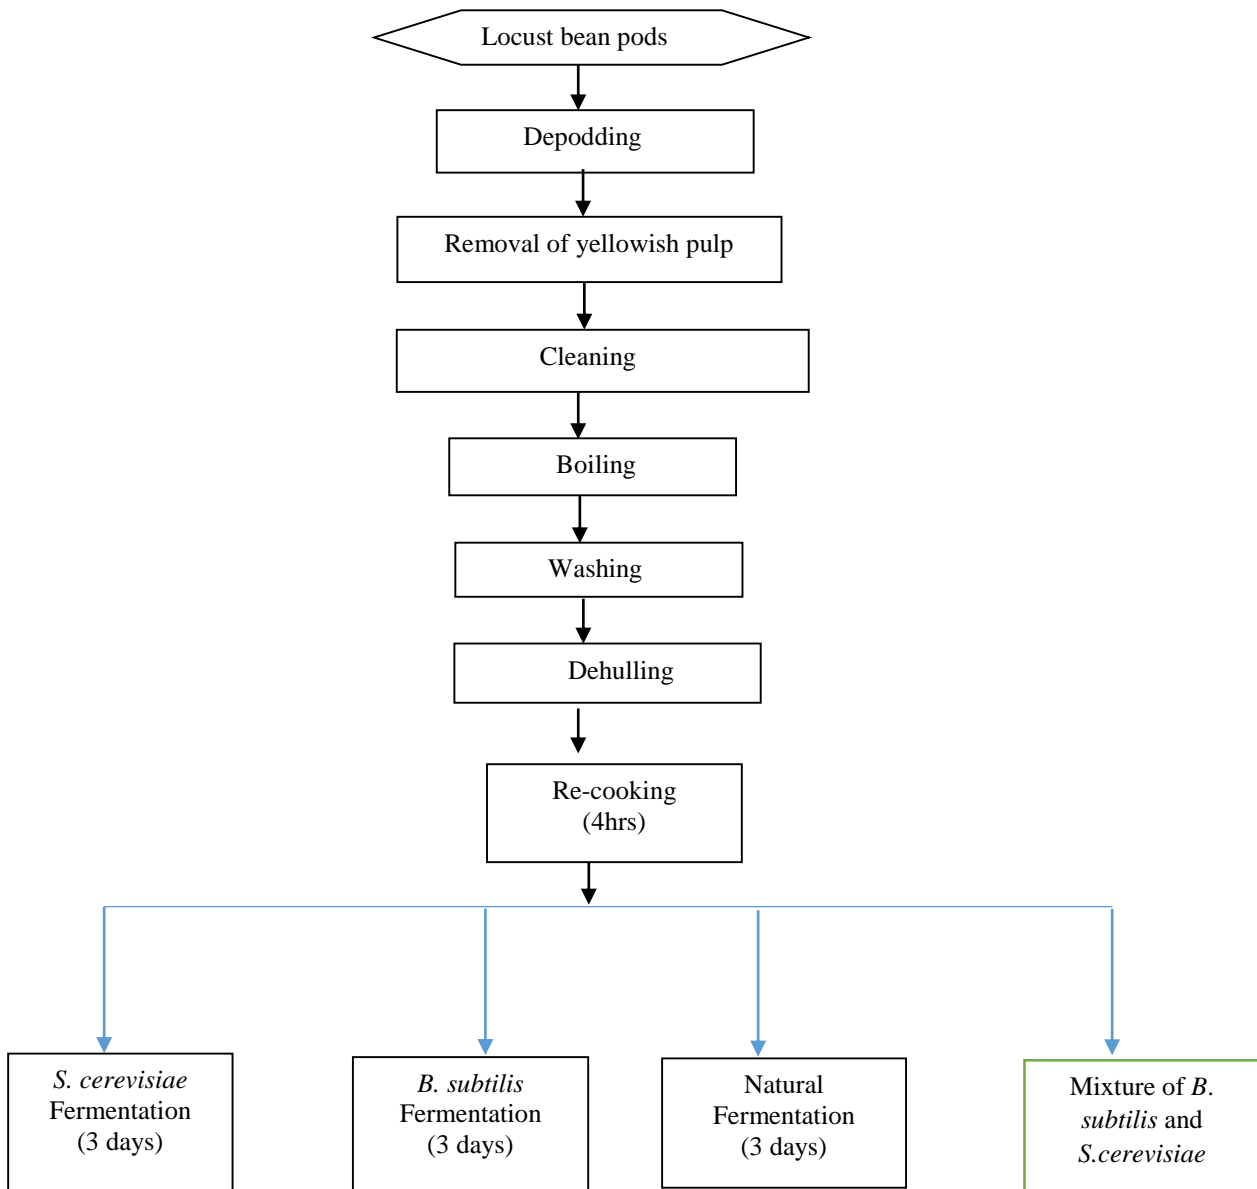 Locust bean pods
Depodding
Removal of yellowish pulp
Cleaning
Boiling
Washing
Dehulling
Re-cooking
(4hrs)
S. cerevisiae
Fermentation
(3 days)
B. subtilis
Fermentation
(3 days)
Natural
Fermentation
(3 days)
Mixture of B.
subtilis and
S.cerevisiae